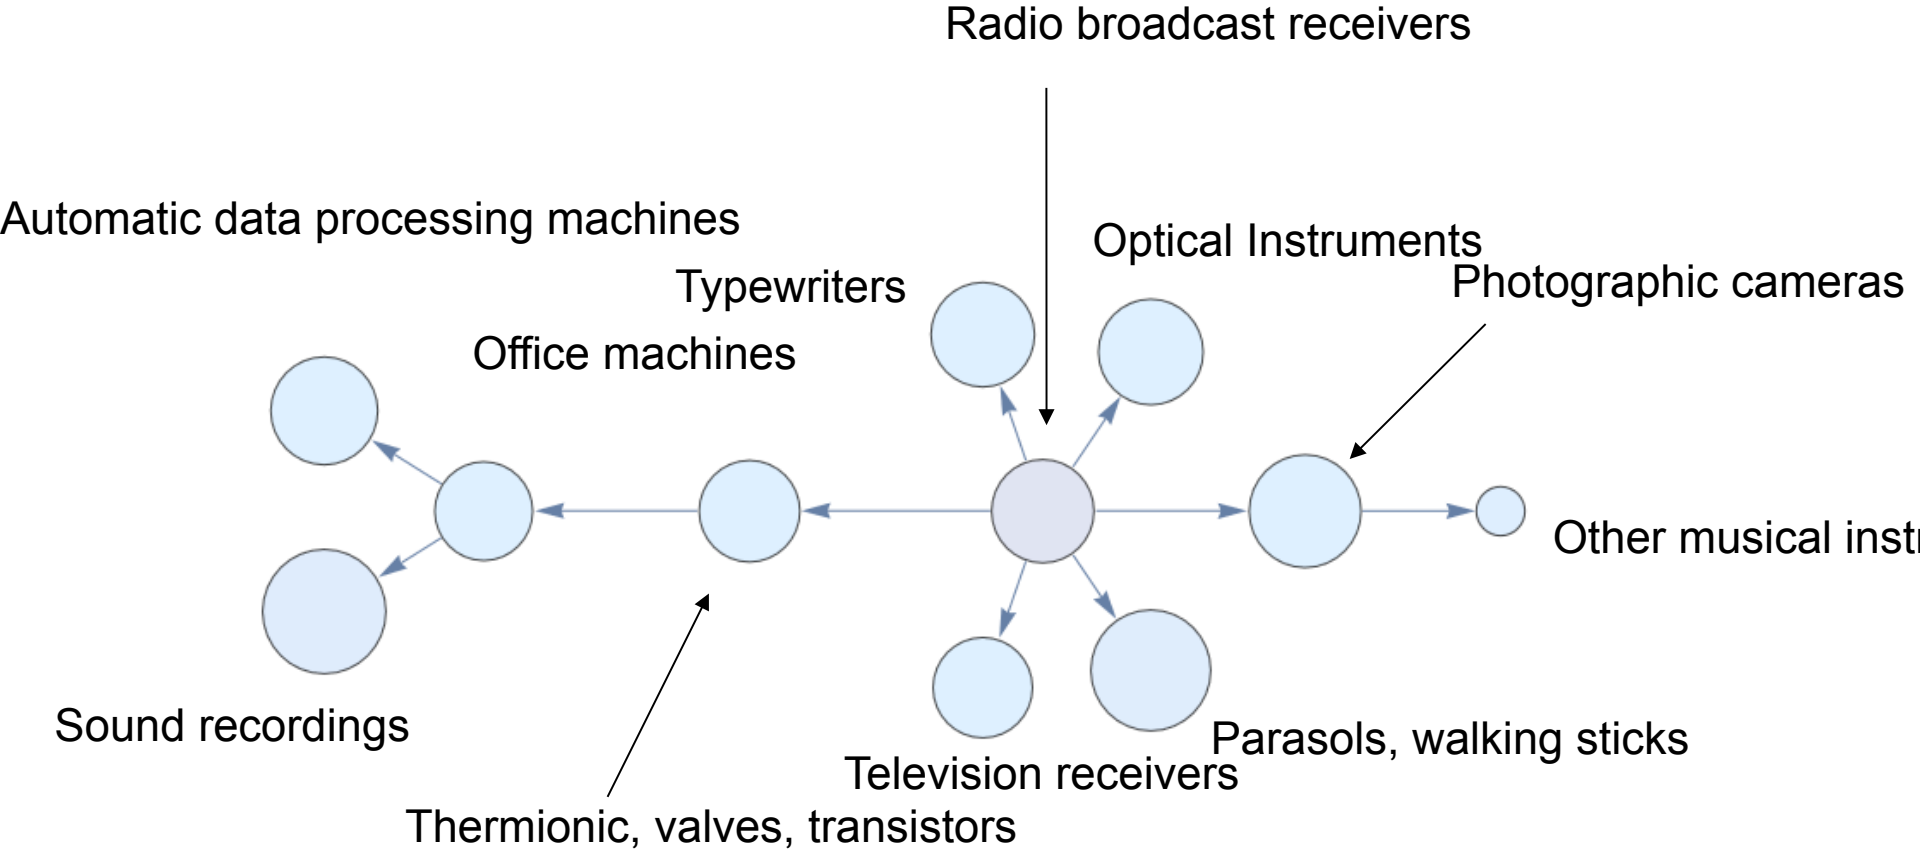 Radio broadcast receivers
Automatic data processing machines
Optical Instruments
Photographic cameras
Typewriters
Office machines
Other musical
Sound recordings
Parasols, walking sticks
Television receivers
Thermionic, valves, transistors